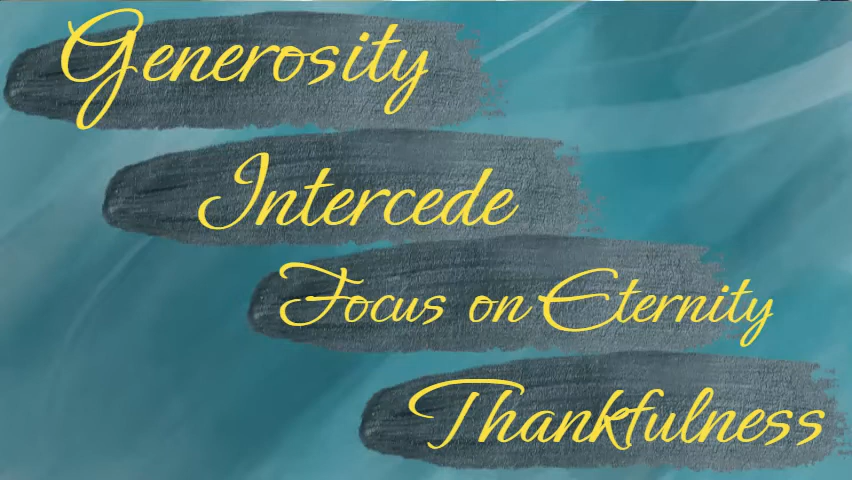 Generosity
Intercede
Focus on Eternity
Thankfulness